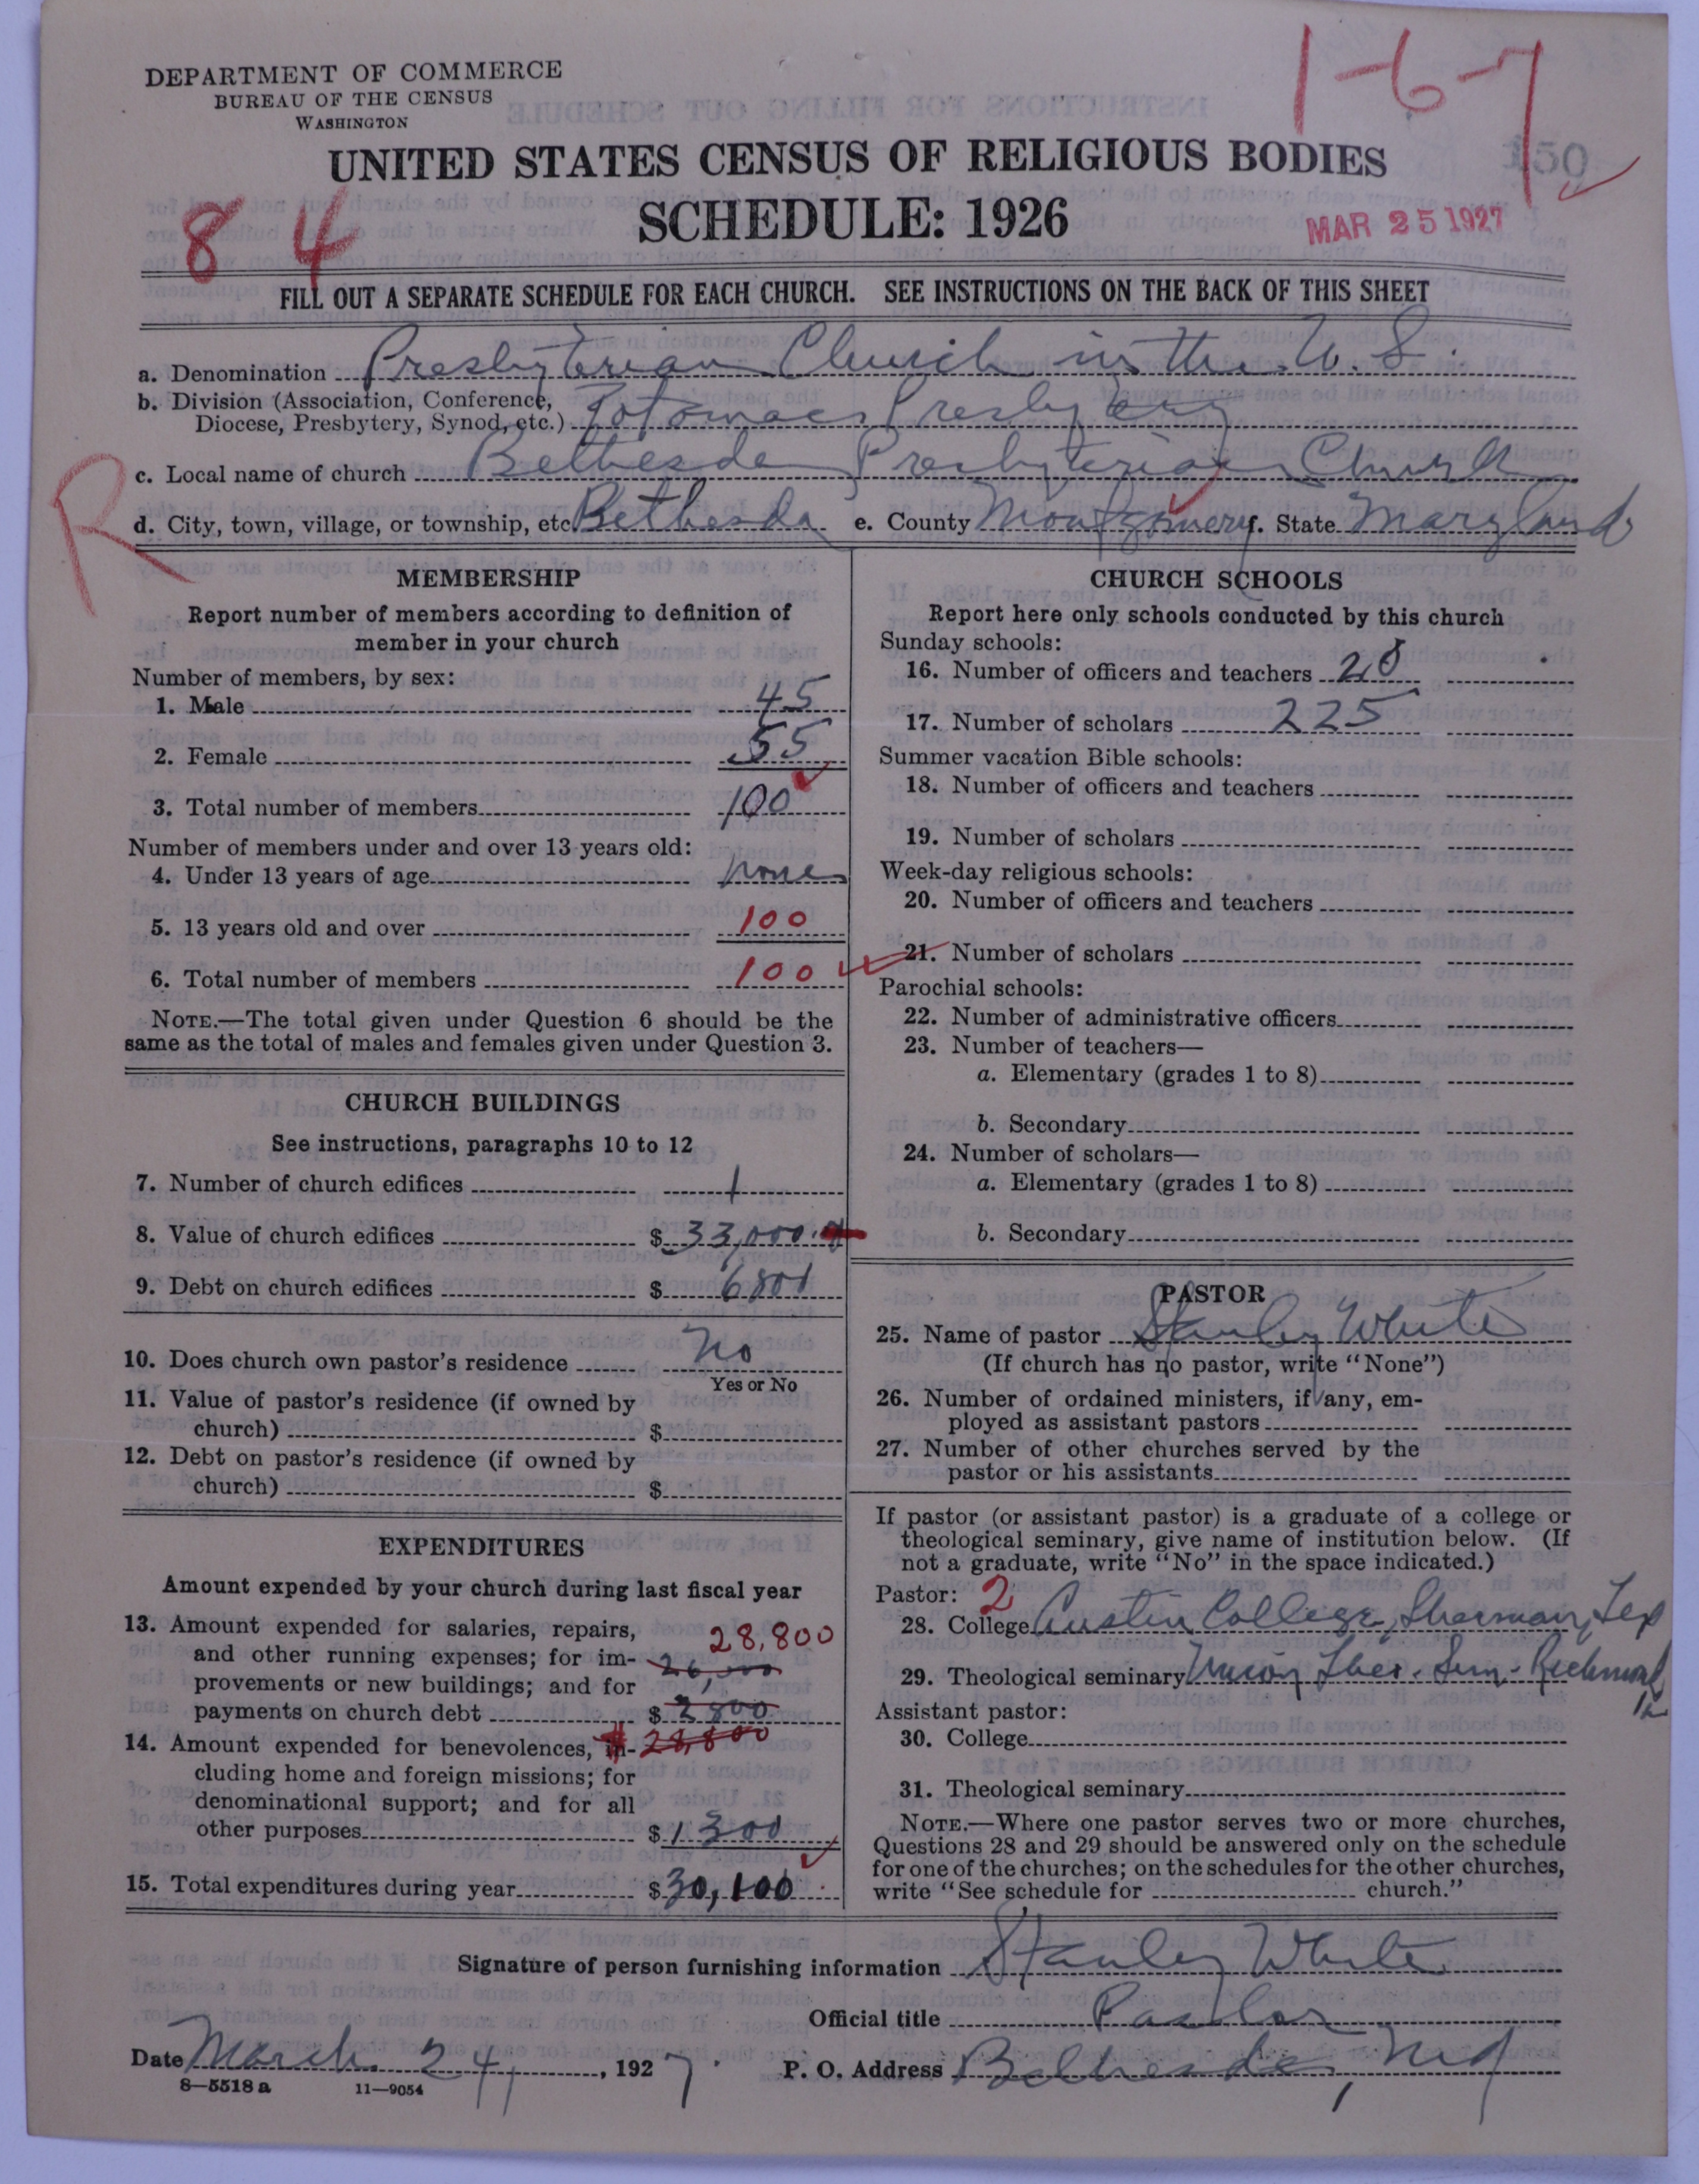 DEPARTMENT OF COMMERCE
BUREAU OF THE CENSUS
WASHINGTON
1-6-7
UNITED STATES CENSUS OF RELIGIOUS BODIES
150
8 4
SCHEDULE: 1926
MAR 25 1927
FILL OUT A SEPARATE SCHEDULE FOR EACH CHURCH. SEE INSTRUCTIONS ON THE BACK OF THIS SHEET
a. Denomination Presbyterian Church in the U. S.
b. Division (Association, Conference,
Diocese, Presbytery, Synod, etc.) Potomac Presbytery
c. Local name of church Bethesda Presbyterian Church
R
d. City, town, village, or township, etc. Bethesda e. County Montgomery f. State Maryland
MEMBERSHIP
Report number of members according to definition of
member in your church
Number of members, by sex:
1. Male 45
2. Female 55
3. Total number of members 100
Number of members under and over 13 years old:
4. Under 13 years of age none
5. 13 years old and over 100
6. Total number of members 100
NOTE.—The total given under Question 6 should be the
same as the total of males and females given under Question 3.
CHURCH BUILDINGS
See instructions, paragraphs 10 to 12
7. Number of church edifices 1
8. Value of church edifices $ 33,000.
9. Debt on church edifices $ 6801
10. Does church own pastor's residence No
Yes or No
11. Value of pastor's residence (if owned by
church) $
12. Debt on pastor's residence (if owned by
church) $
EXPENDITURES
Amount expended by your church during last fiscal year
13. Amount expended for salaries, repairs, 28,800
and other running expenses; for im- 26,000
provements or new buildings; and for
payments on church debt $ 2800
14. Amount expended for benevolences, in- 28,800
cluding home and foreign missions; for
denominational support; and for all
other purposes $ 1300
15. Total expenditures during year $ 30,100
CHURCH SCHOOLS
Report here only schools conducted by this church
Sunday schools:
16. Number of officers and teachers 20
17. Number of scholars 225
Summer vacation Bible schools:
18. Number of officers and teachers
19. Number of scholars
Week-day religious schools:
20. Number of officers and teachers
21. Number of scholars
Parochial schools:
22. Number of administrative officers
23. Number of teachers—
a. Elementary (grades 1 to 8)
b. Secondary
24. Number of scholars—
a. Elementary (grades 1 to 8)
b. Secondary
PASTOR
25. Name of pastor Stanley White
(If church has no pastor, write "None")
26. Number of ordained ministers, if any, em-
ployed as assistant pastors
27. Number of other churches served by the
pastor or his assistants
If pastor (or assistant pastor) is a graduate of a college or
theological seminary, give name of institution below. (If
not a graduate, write "No" in the space indicated.)
Pastor: 2
28. College Austin College, Sherman, Tex
29. Theological seminary Union Theo. Sem. Richmond
Assistant pastor:
30. College
31. Theological seminary
NOTE.—Where one pastor serves two or more churches,
Questions 28 and 29 should be answered only on the schedule
for one of the churches; on the schedules for the other churches,
write "See schedule for church."
Signature of person furnishing information Stanley White
Official title Pastor
Date March 24, 1927. P. O. Address Bethesda, Md
8—5518 a 11—9054